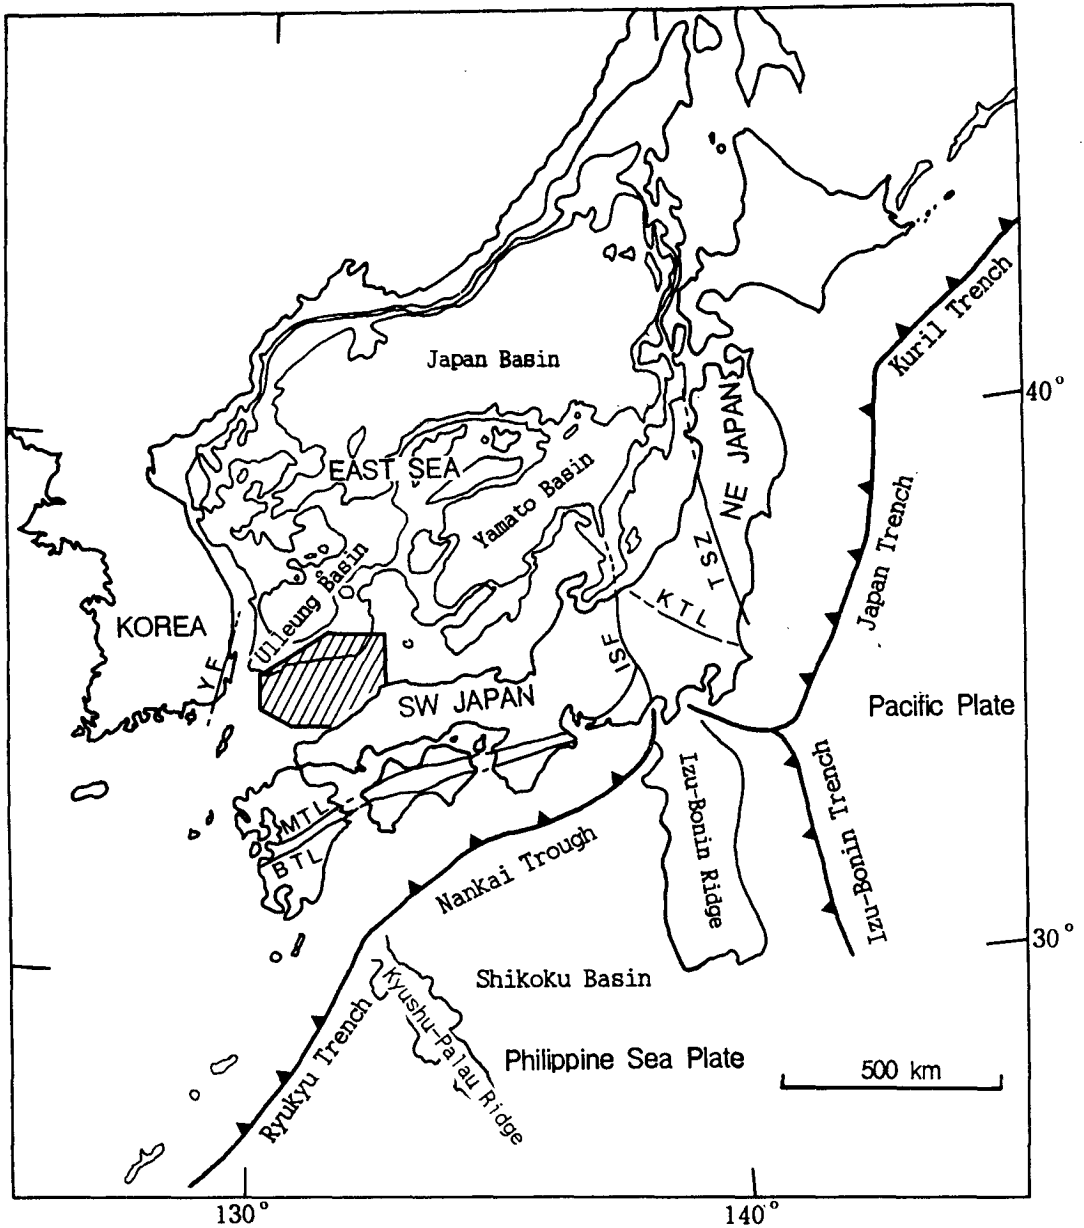 Kuril Trench
Japan Basin
40°
NE JAPAN
EAST SEA
Yamato Basin
TSZ
Japan Trench
Ulleung Basin
KTL
KOREA
YF
ISF
SW JAPAN
Pacific Plate
Izu-Bonin Ridge
Izu-Bonin Trench
MTL
BTL
Nankai Trough
30°
Shikoku Basin
Kyushu-Palau Ridge
Ryukyu Trench
Philippine Sea Plate
500 km
130°
140°